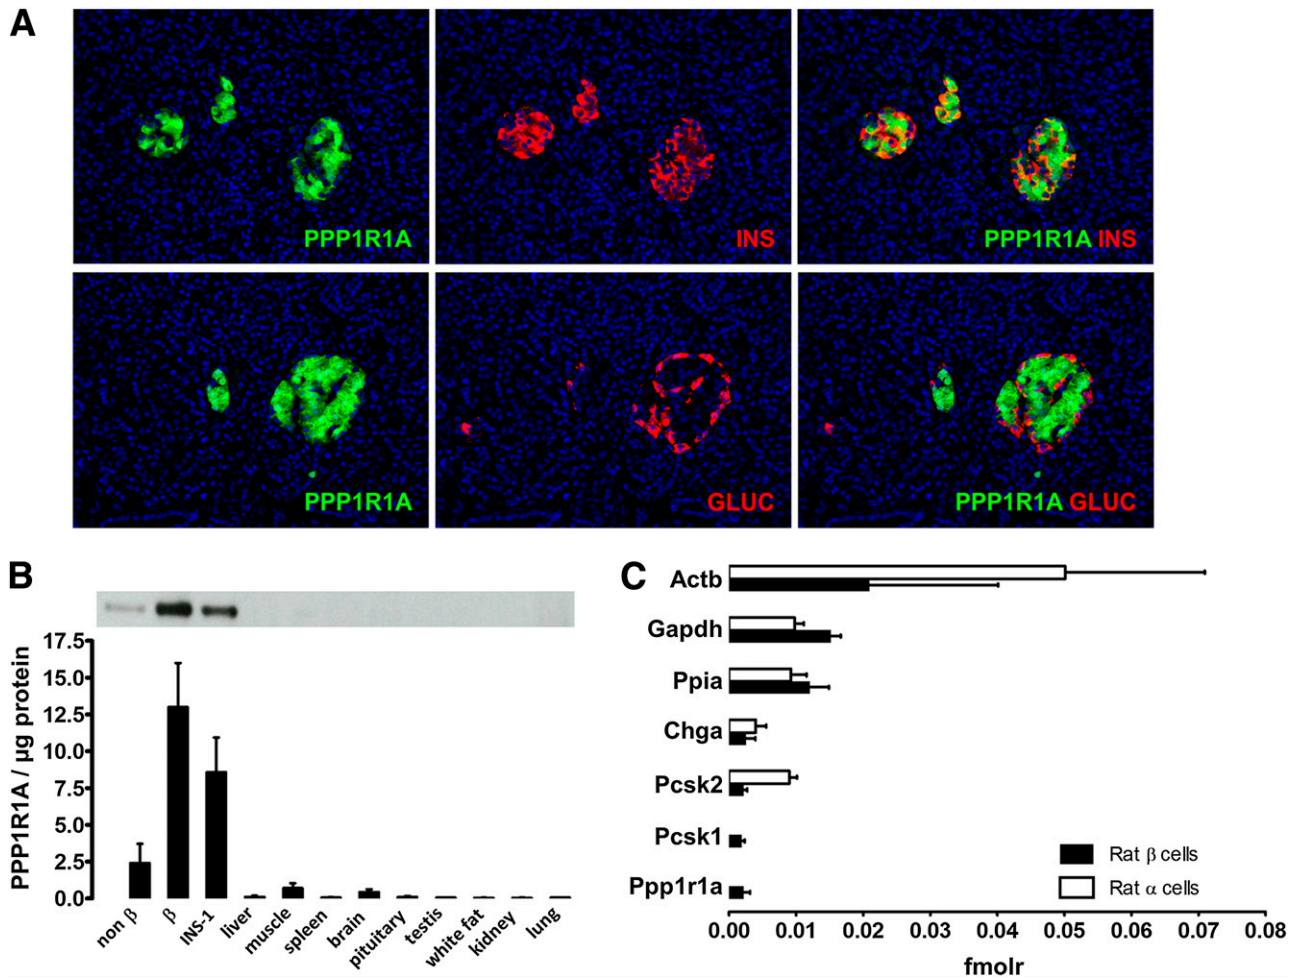 A
PPP1R1A
INS
PPP1R1A INS
PPP1R1A
GLUC
PPP1R1A GLUC
B
PPP1R1A / µg protein
17.5
15.0
12.5
10.0
7.5
5.0
2.5
0.0
non β
β
INS-1
liver
muscle
spleen
brain
pituitary
testis
white fat
kidney
lung
C
Actb
Gapdh
Ppia
Chga
Pcsk2
Pcsk1
Ppp1r1a
Rat β cells
Rat α cells
0.00 0.01 0.02 0.03 0.04 0.05 0.06 0.07 0.08
fmolr